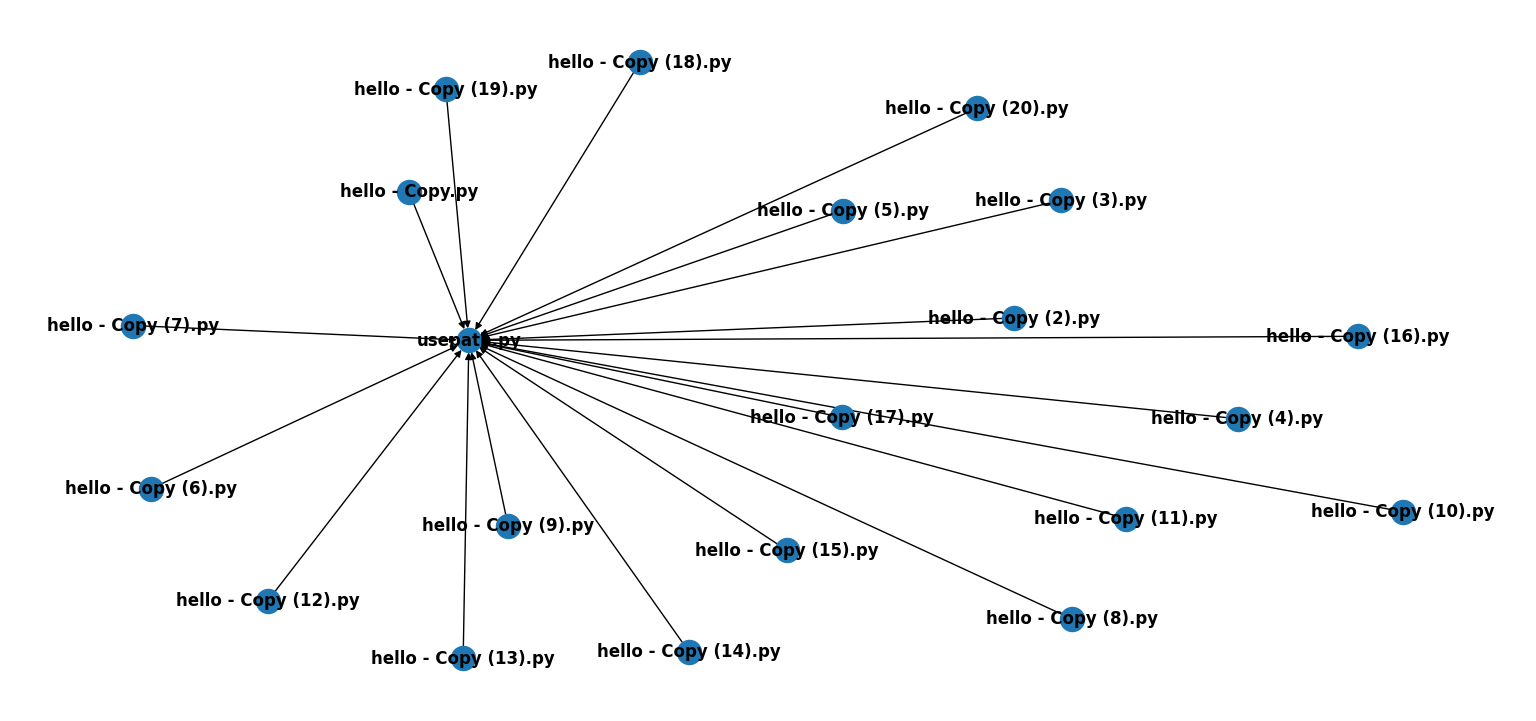 hello - Copy (18).py
hello - Copy (19).py
hello - Copy (20).py
hello - Copy.py
hello - Copy (3).py
hello - Copy (5).py
hello - Copy (2).py
hello - Copy (7).py
hello - Copy (16).py
hello - Copy (17).py
hello - Copy (4).py
hello - Copy (6).py
hello - Copy (10).py
hello - Copy (11).py
hello - Copy (9).py
hello - Copy (15).py
hello - Copy (12).py
hello - Copy (8).py
hello - Copy (14).py
hello - Copy (13).py